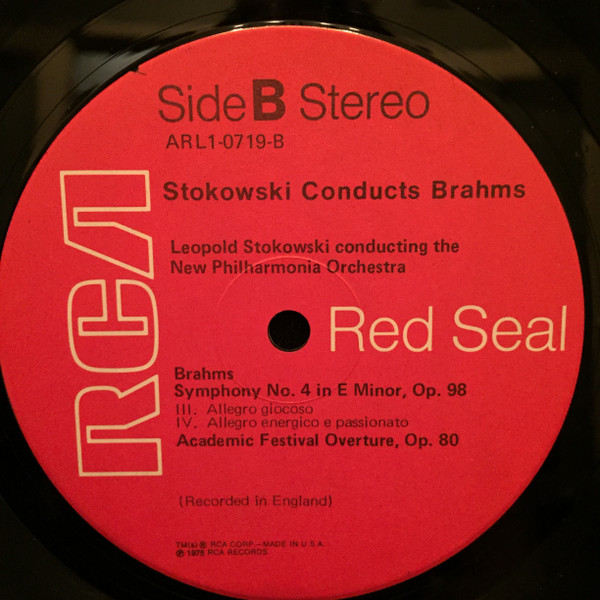 Side B Stereo
ARL1-0719-B
Stokowski Conducts Brahms
Leopold Stokowski conducting the
New Philharmonia Orchestra
RCA
Red Seal
Brahms
Symphony No. 4 in E Minor, Op. 98
III. Allegro giocoso
IV. Allegro energico e passionato
Academic Festival Overture, Op. 80
(Recorded in England)
TM(s) ® RCA CORP.—MADE IN U.S.A.
℗ 1975 RCA RECORDS